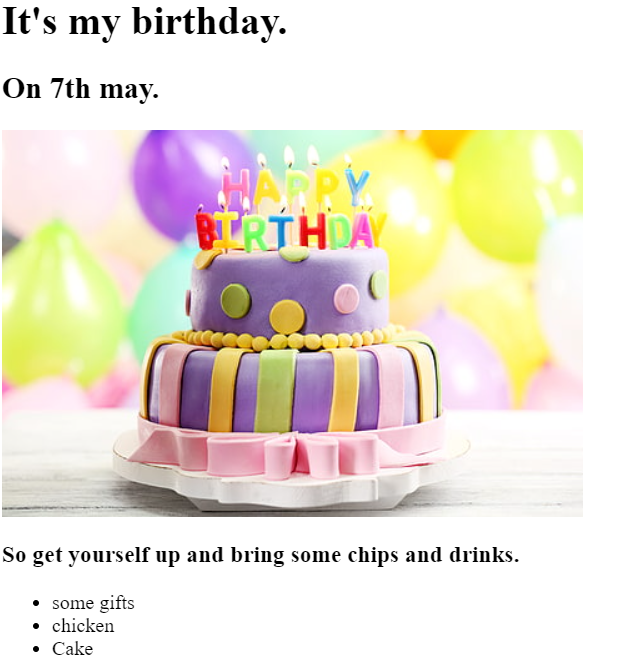 It's my birthday.
On 7th may.
HAPPY
BIRTHDAY
So get yourself up and bring some chips and drinks.
some gifts
chicken
Cake